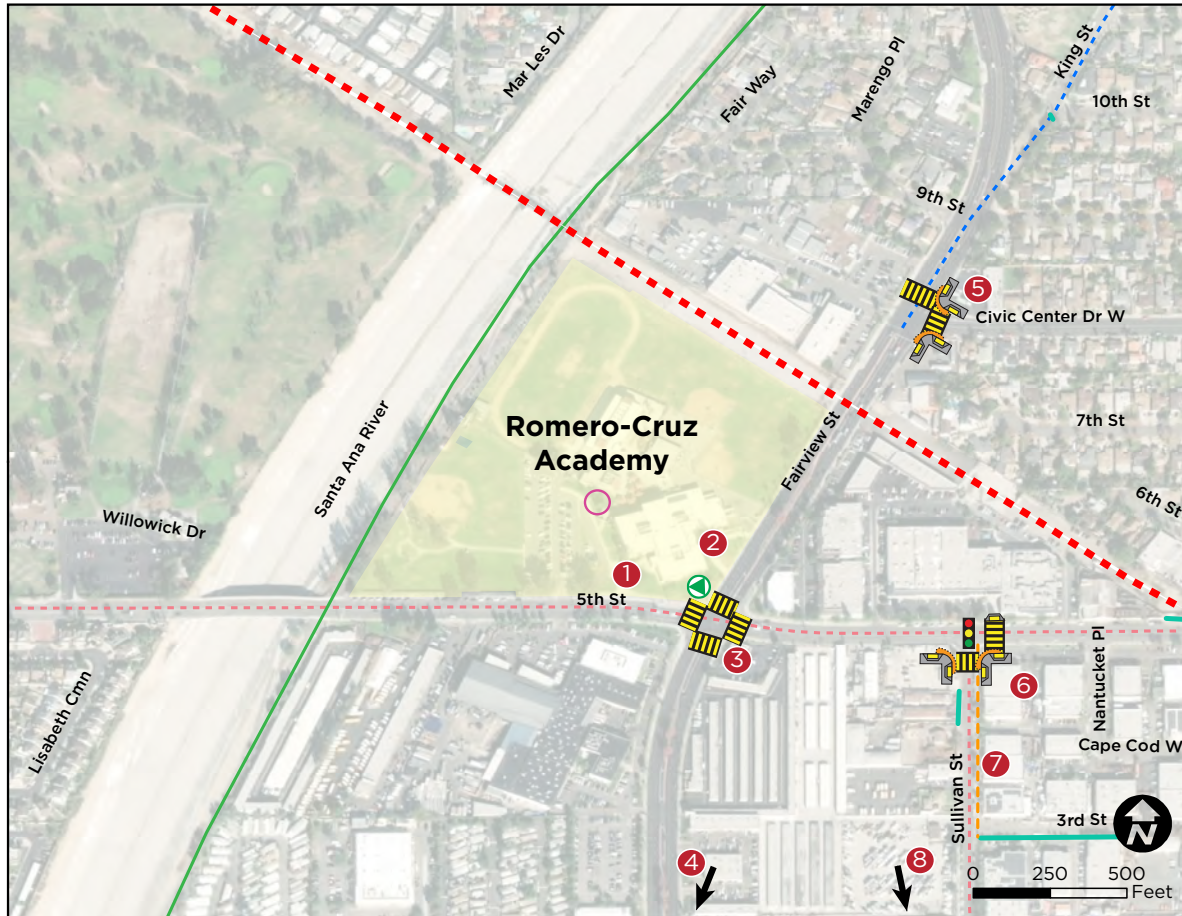 Mar Les Dr
Fair Way
Marengo Pl
King St
10th St
9th St
5
Civic Center Dr W
7th St
6th St
Romero-Cruz
Academy
Fairview St
Santa Ana River
Willowick Dr
2
1
5th St
3
6
Nantucket Pl
Lisabeth Cmn
Cape Cod W
7
Sullivan St
3rd St
N
4
8
0 250 500
Feet